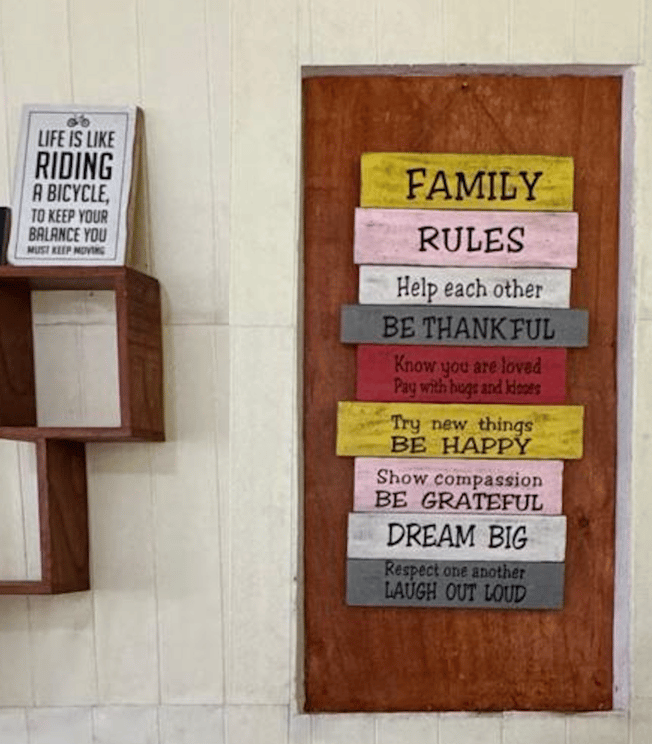 LIFE IS LIKE
RIDING
A BICYCLE,
TO KEEP YOUR
BALANCE YOU
MUST KEEP MOVING
FAMILY
RULES
Help each other
BE THANKFUL
Know you are loved
Pay with hugs and kisses
Try new things
BE HAPPY
Show compassion
BE GRATEFUL
DREAM BIG
Respect one another
LAUGH OUT LOUD